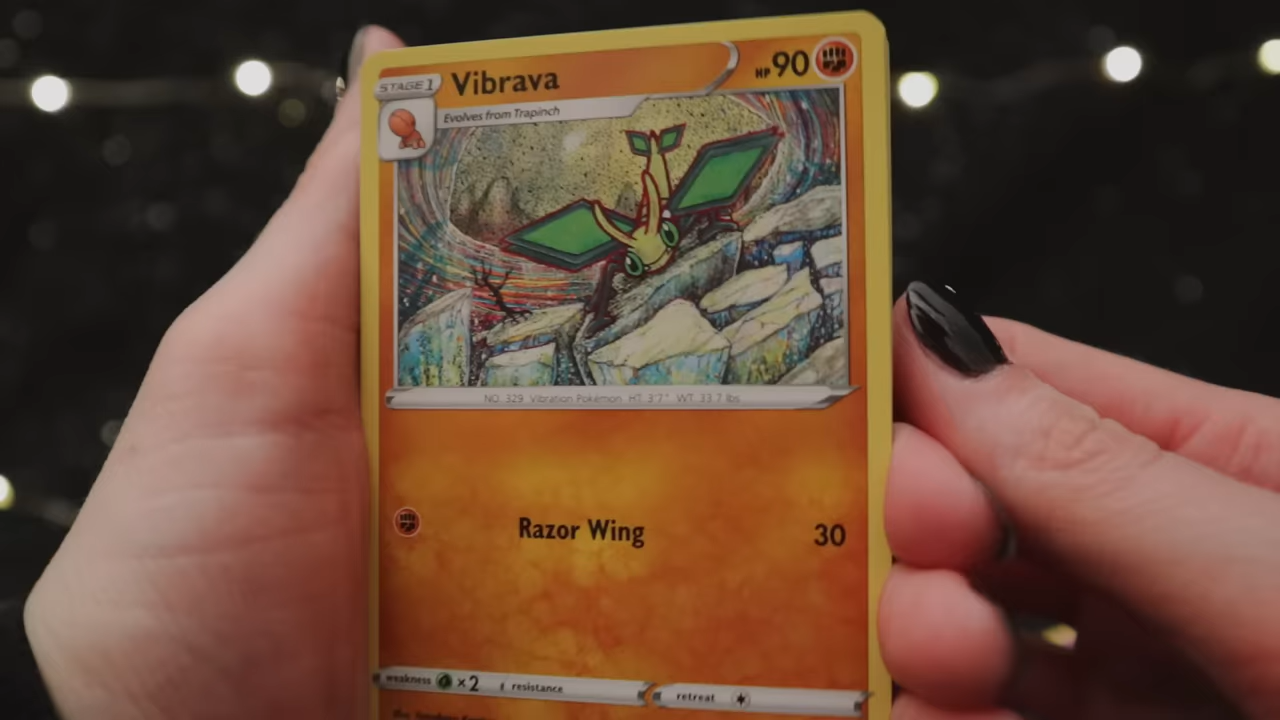 STAGE 1 Vibrava HP 90
Evolves from Trapinch
NO. 329 Vibration Pokémon HT. 3'7" WT. 33.7 lbs
Razor Wing 30
weakness ×2 resistance retreat